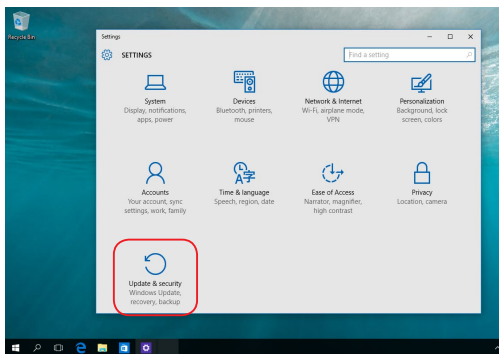 Recycle Bin
Settings
SETTINGS
Find a setting
System
Display, notifications,
apps, power
Devices
Bluetooth, printers,
mouse
Network & Internet
Wi-Fi, airplane mode,
VPN
Personalization
Background, lock
screen, colors
Accounts
Your account, sync
settings, work, family
Time & language
Speech, region, date
Ease of Access
Narrator, magnifier,
high contrast
Privacy
Location, camera
Update & security
Windows Update,
recovery, backup